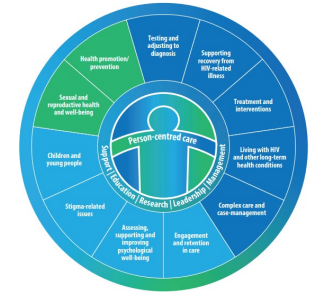 Testing and
adjusting to
diagnosis
Supporting
recovery from
HIV-related
illness
Treatment and
interventions
Living with HIV
and other long-term
health conditions
Complex care and
case-management
Engagement
and retention
in care
Assessing,
supporting and
improving
psychological
well-being
Stigma-related
issues
Children and
young people
Sexual and
reproductive health
and well-being
Health promotion/
prevention
Person-centred care
Support | Education | Research | Leadership | Management